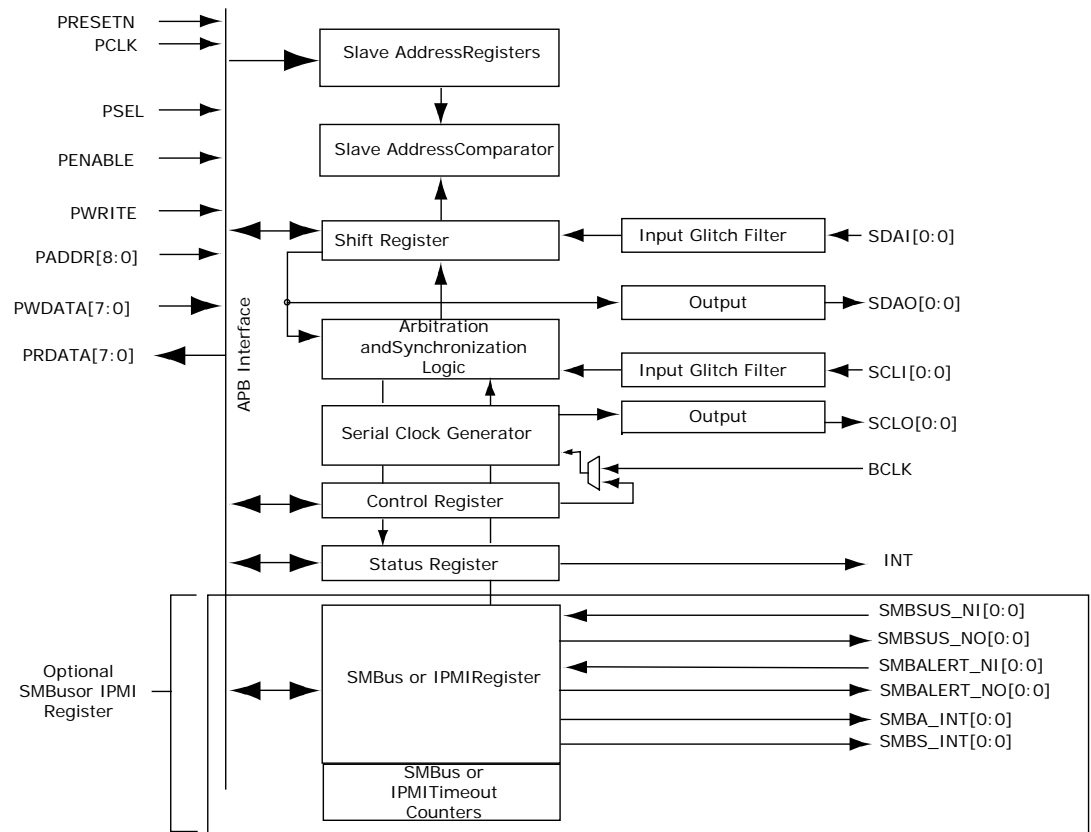 PRESETN
PCLK
PSEL
PENABLE
PWRITE
PADDR[8:0]
PWDATA[7:0]
PRDATA[7:0]
APB Interface
Slave AddressRegisters
Slave AddressComparator
Shift Register
Input Glitch Filter
SDAI[0:0]
Output
SDAO[0:0]
Arbitration
andSynchronization
Logic
Input Glitch Filter
SCLI[0:0]
Serial Clock Generator
Output
SCLO[0:0]
BCLK
Control Register
Status Register
INT
Optional
SMBusor IPMI
Register
SMBus or IPMIRegister
SMBSUS_NI[0:0]
SMBSUS_NO[0:0]
SMBALERT_NI[0:0]
SMBALERT_NO[0:0]
SMBA_INT[0:0]
SMBS_INT[0:0]
SMBus or
IPMITimeout
Counters